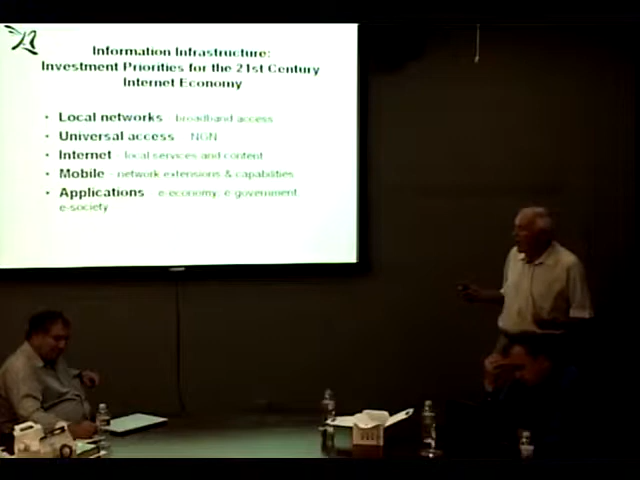 Information Infrastructure:
Investment Priorities for the 21st Century
Internet Economy
• Local networks – broadband access
• Universal access – NGN
• Internet – local services and content
• Mobile – network extensions & capabilities
• Applications – e-economy, e-government,
e-society